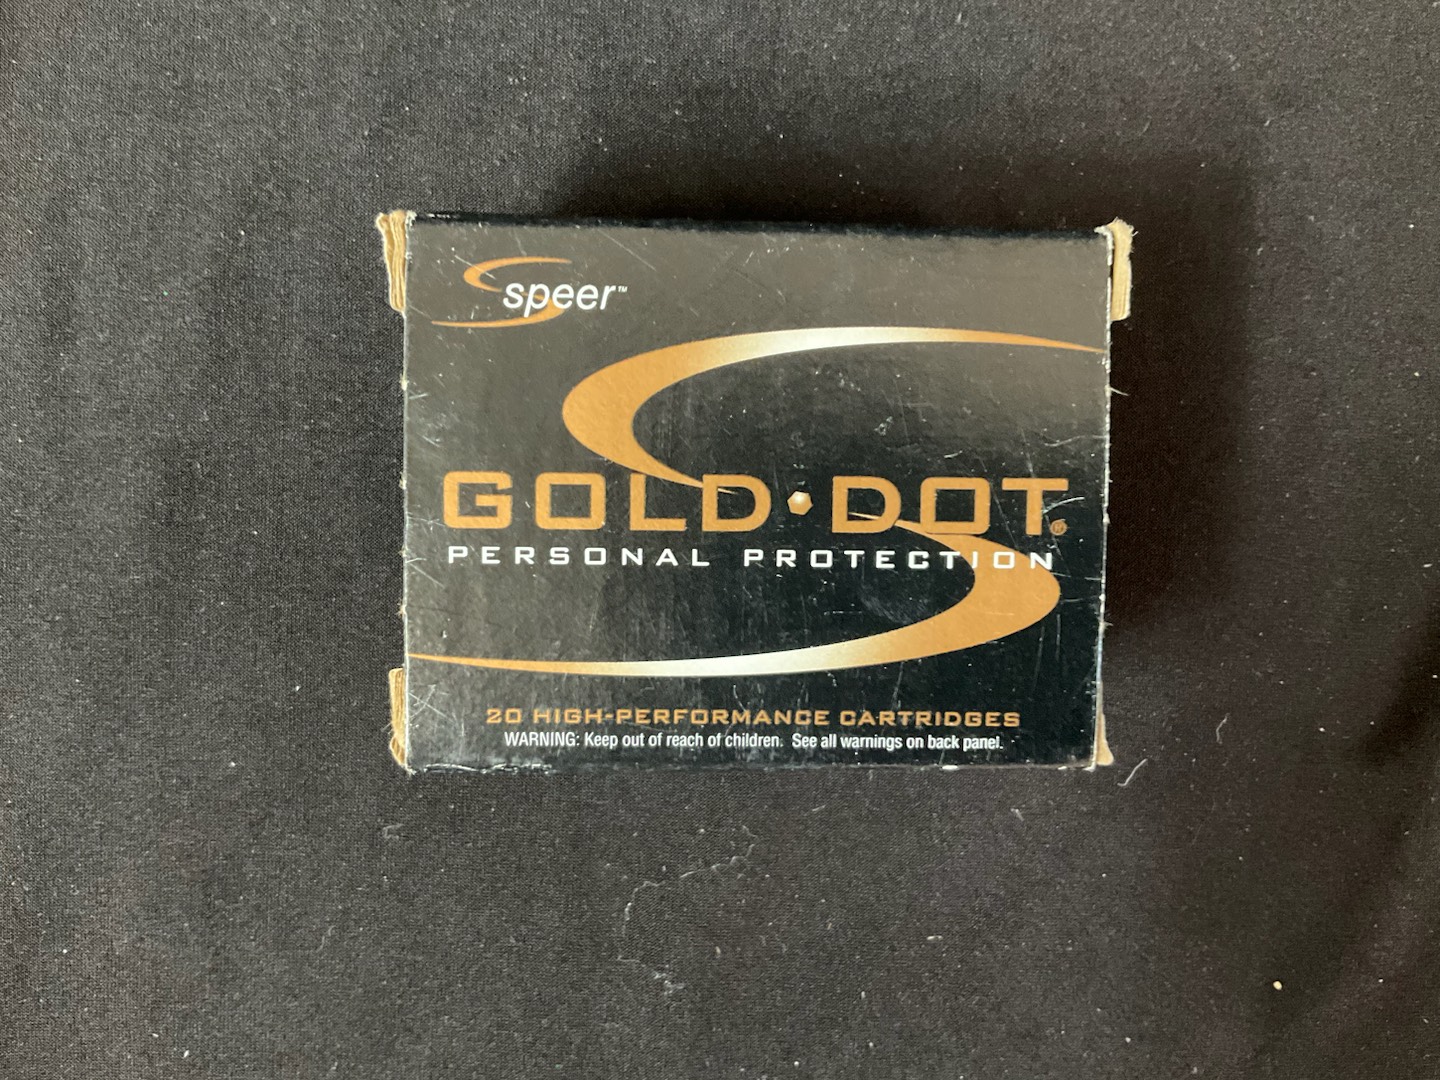 speer™
GOLD DOT®
PERSONAL PROTECTION
20 HIGH-PERFORMANCE CARTRIDGES
WARNING: Keep out of reach of children. See all warnings on back panel.